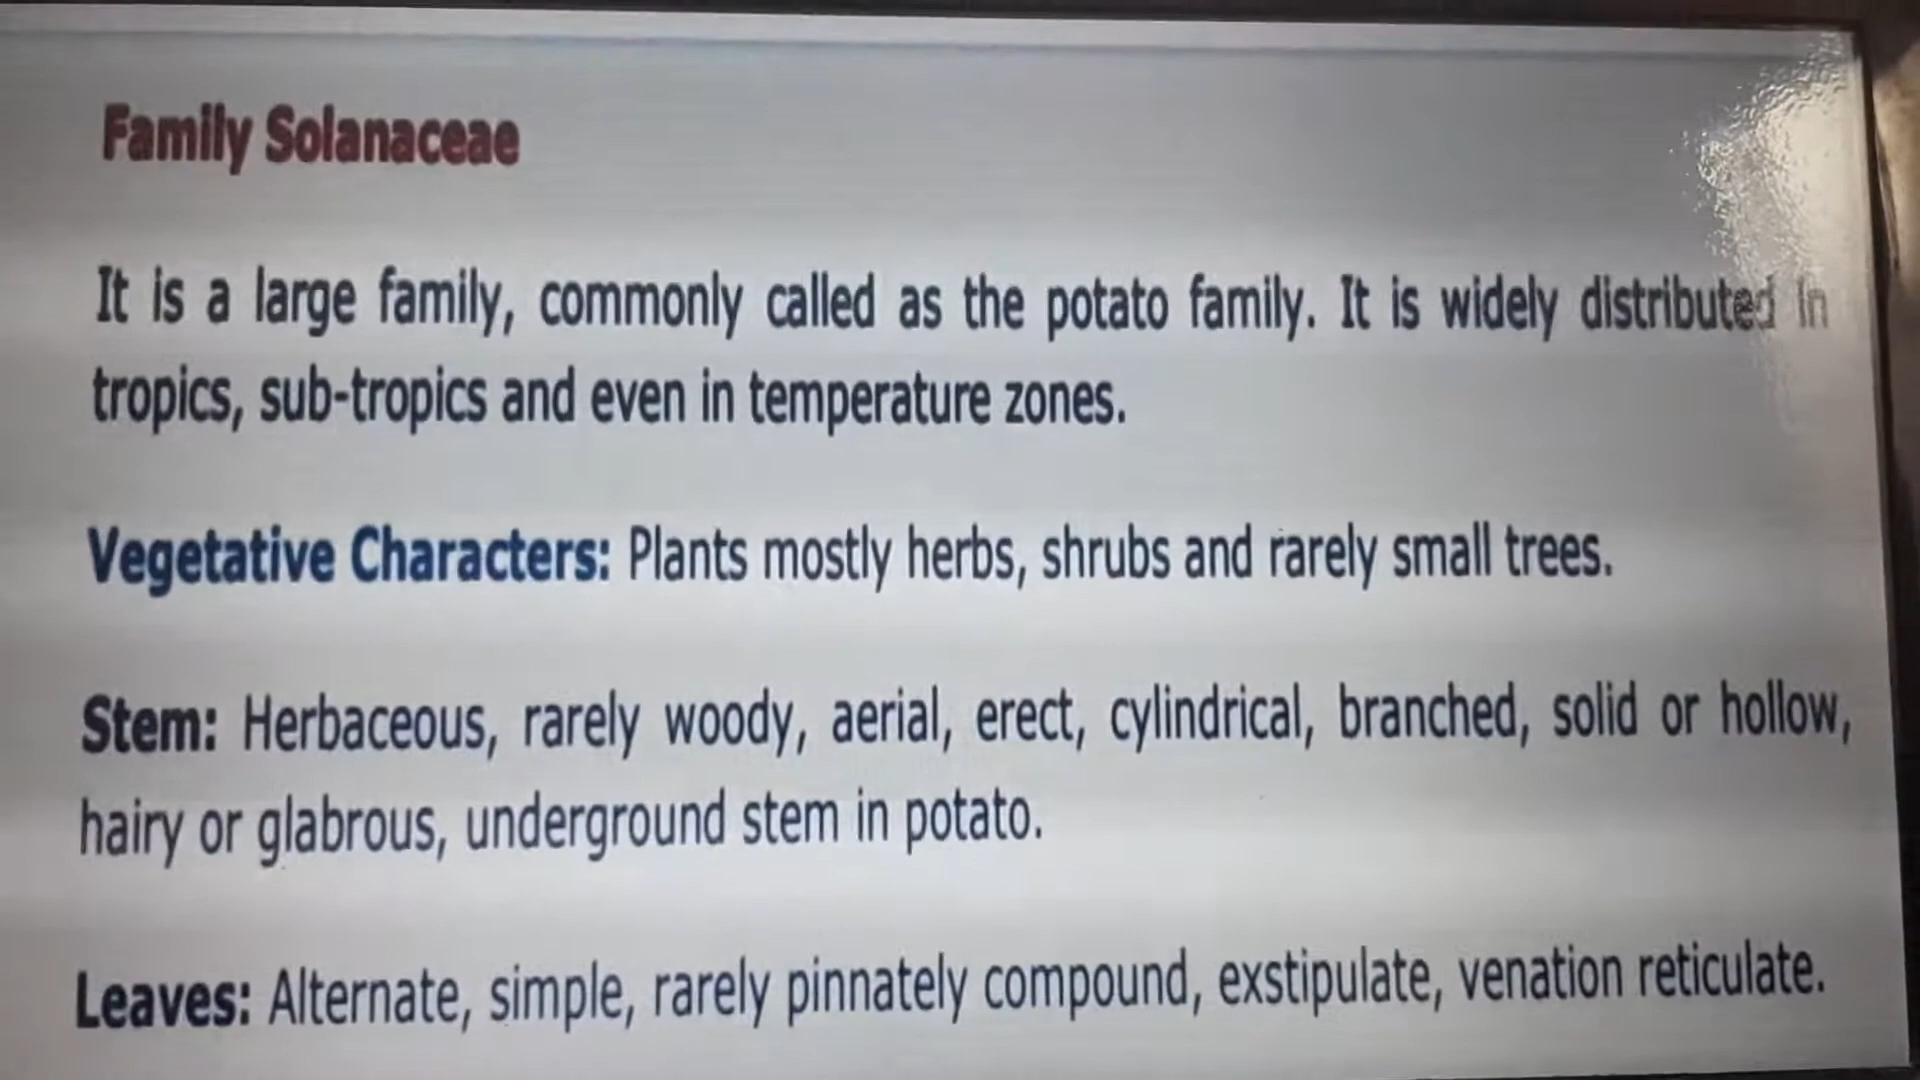 Family Solanaceae
It is a large family, commonly called as the potato family. It is widely distributed in
tropics, sub-tropics and even in temperature zones.
Vegetative Characters: Plants mostly herbs, shrubs and rarely small trees.
Stem: Herbaceous, rarely woody, aerial, erect, cylindrical, branched, solid or hollow,
hairy or glabrous, underground stem in potato.
Leaves: Alternate, simple, rarely pinnately compound, exstipulate, venation reticulate.